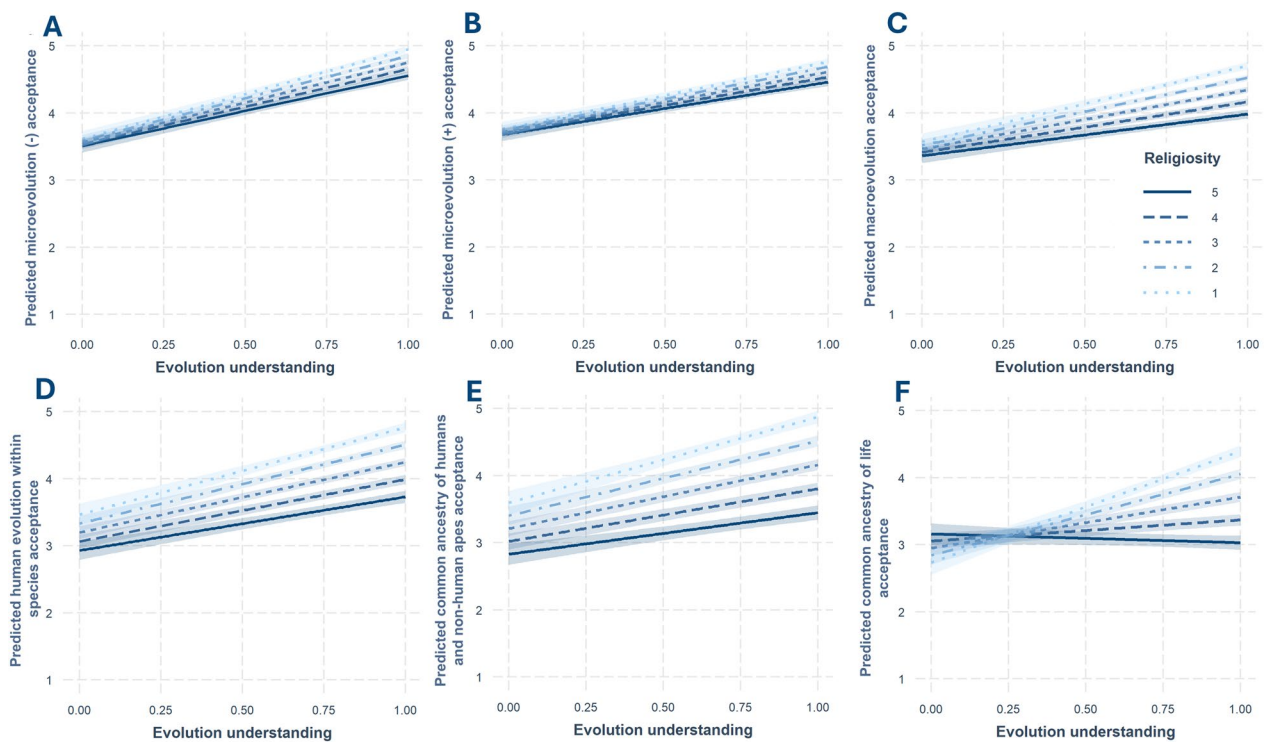 A
Predicted microevolution (-) acceptance
5
4
3
2
1
0.00 0.25 0.50 0.75 1.00
Evolution understanding
B
Predicted microevolution (+) acceptance
5
4
3
2
1
0.00 0.25 0.50 0.75 1.00
Evolution understanding
C
Predicted macroevolution acceptance
5
4
3
2
1
0.00 0.25 0.50 0.75 1.00
Evolution understanding
Religiosity
5
4
3
2
1
D
Predicted human evolution within
species acceptance
5
4
3
2
1
0.00 0.25 0.50 0.75 1.00
Evolution understanding
E
Predicted common ancestry of humans
and non-human apes acceptance
5
4
3
2
1
0.00 0.25 0.50 0.75 1.00
Evolution understanding
F
Predicted common ancestry of life
acceptance
5
4
3
2
1
0.00 0.25 0.50 0.75 1.00
Evolution understanding